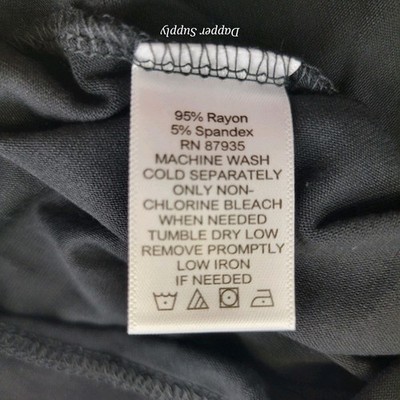 Dapper Supply
95% Rayon
5% Spandex
RN 87935
MACHINE WASH
COLD SEPARATELY
ONLY NON-
CHLORINE BLEACH
WHEN NEEDED
TUMBLE DRY LOW
REMOVE PROMPTLY
LOW IRON
IF NEEDED